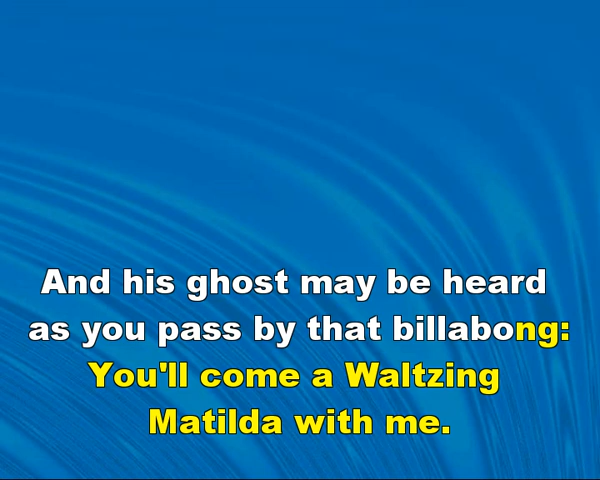 And his ghost may be heard
as you pass by that billabong:
You'll come a Waltzing
Matilda with me.